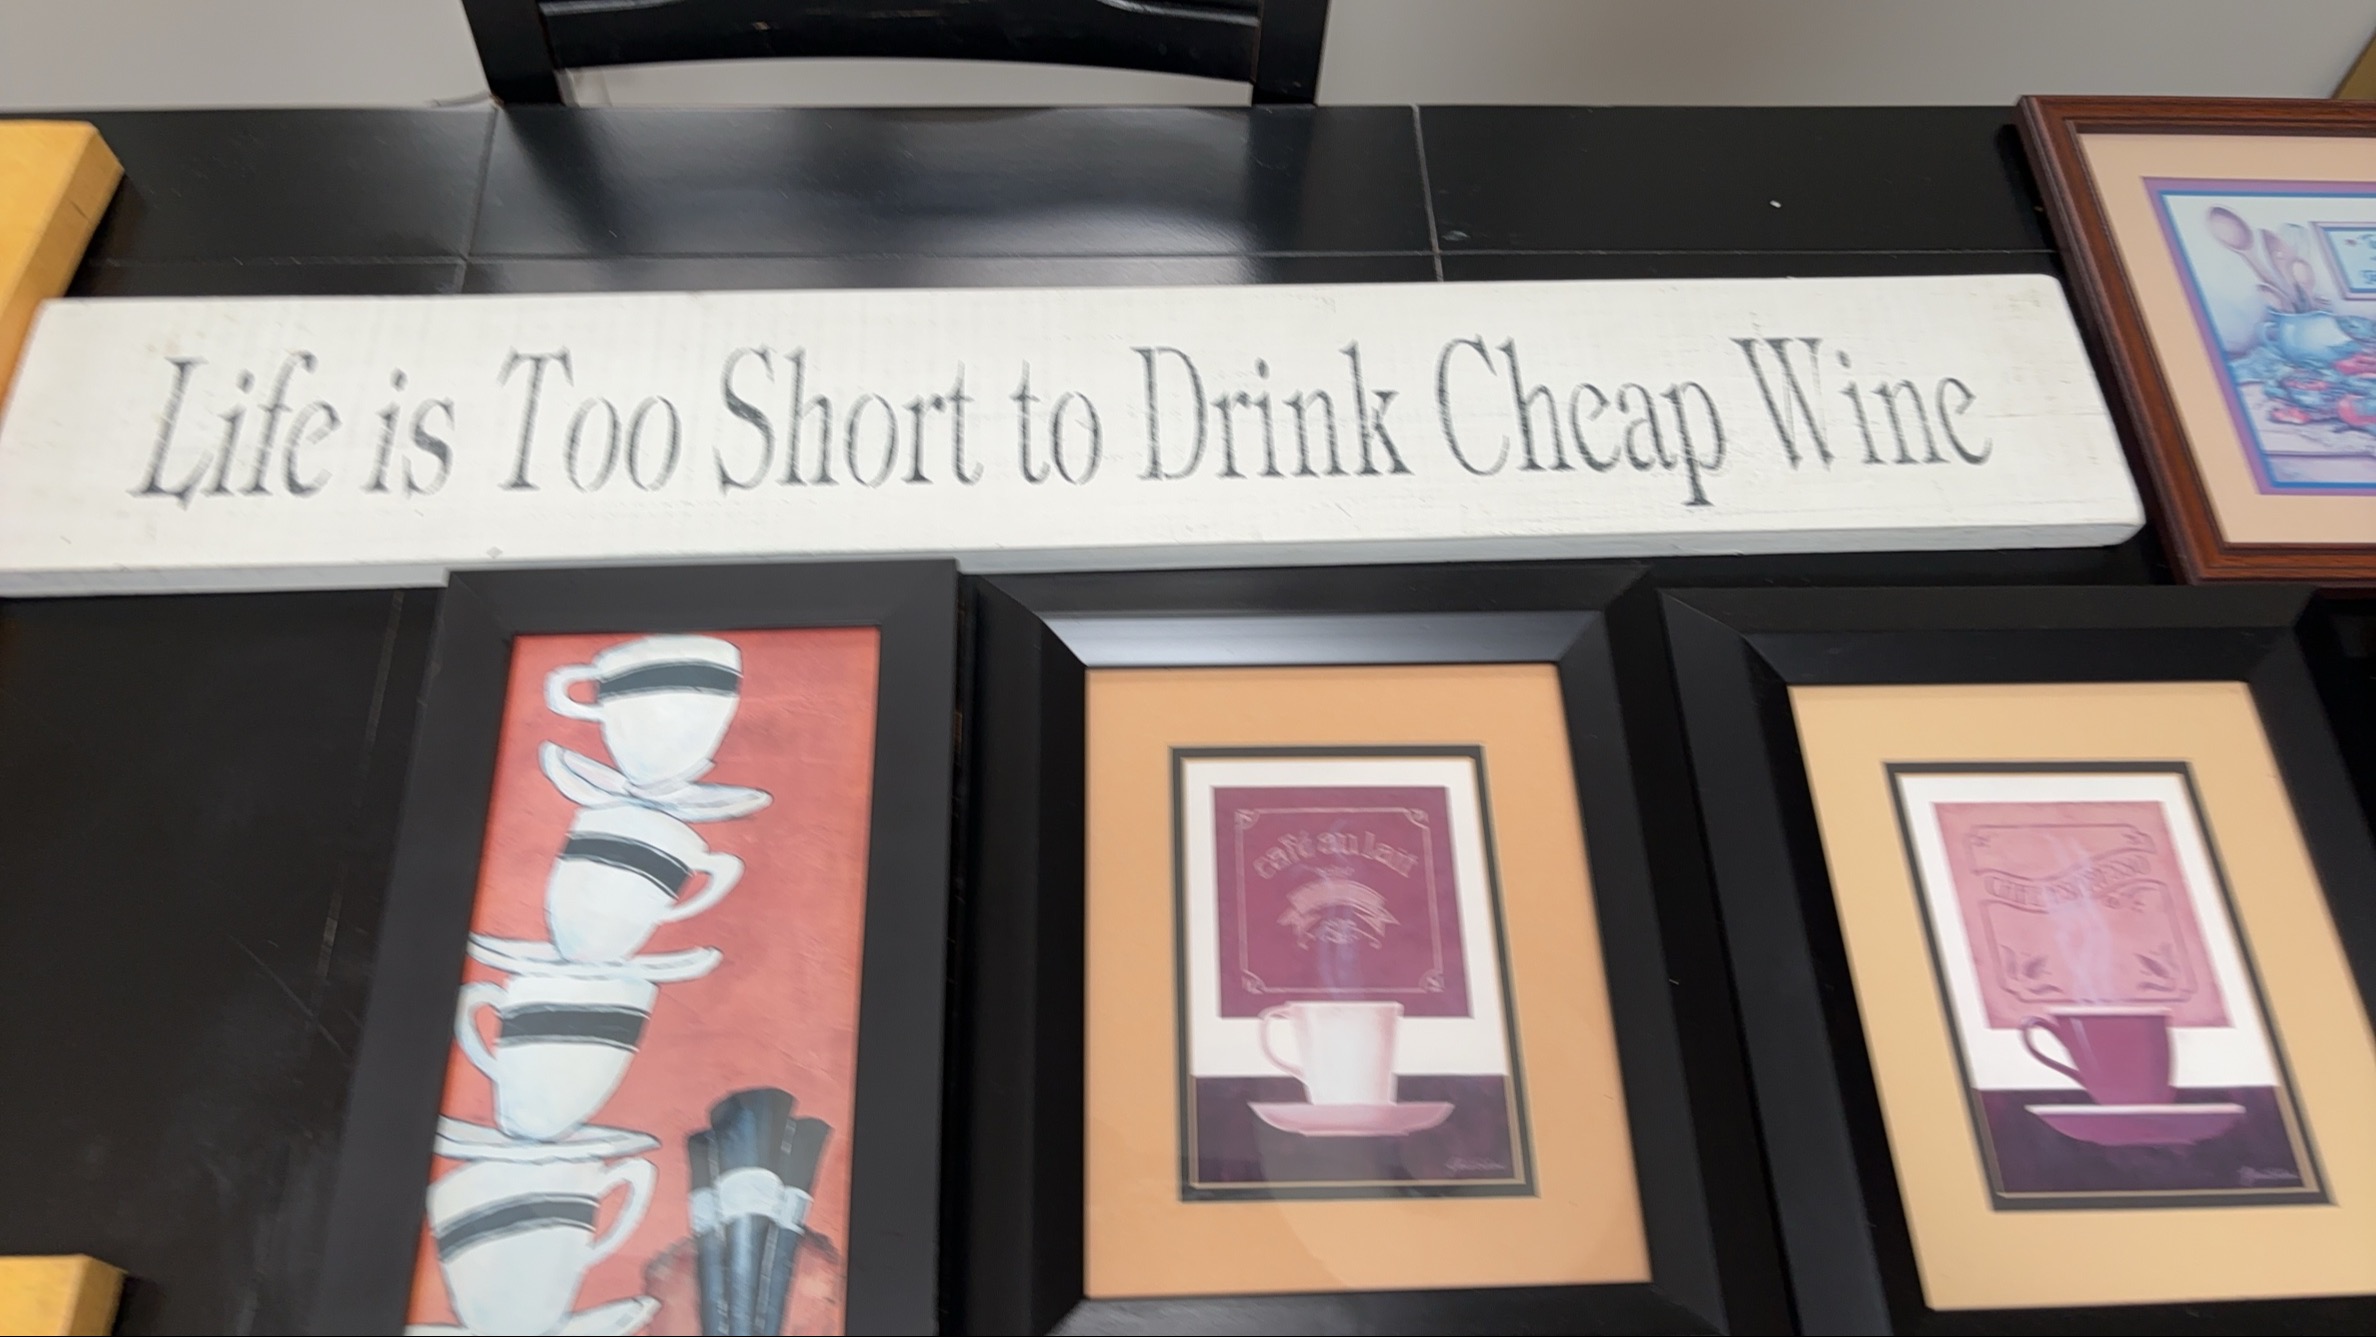 Life is Too Short to Drink Cheap Wine
café au lait